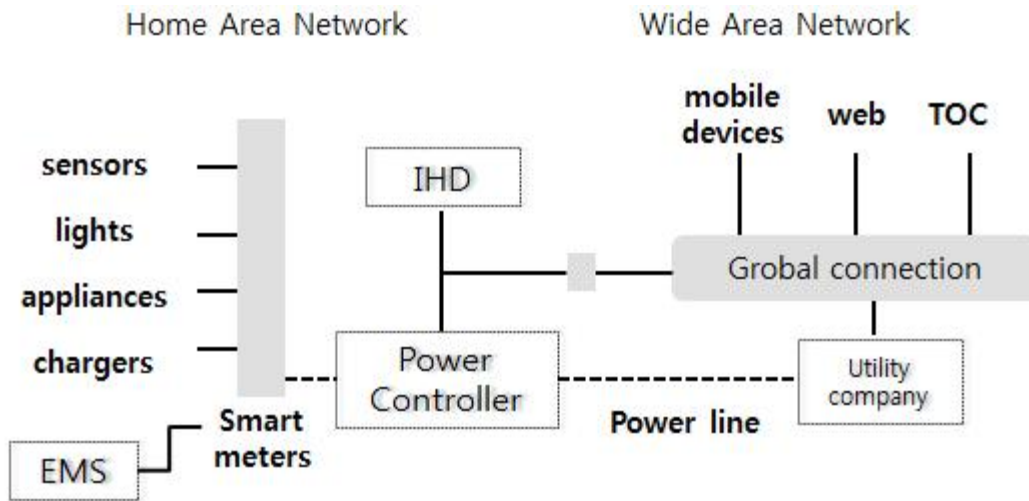 Home Area Network
Wide Area Network
mobile
devices
web
TOC
sensors
IHD
lights
Grobal connection
appliances
chargers
Power
Controller
Utility
company
Smart
meters
Power line
EMS